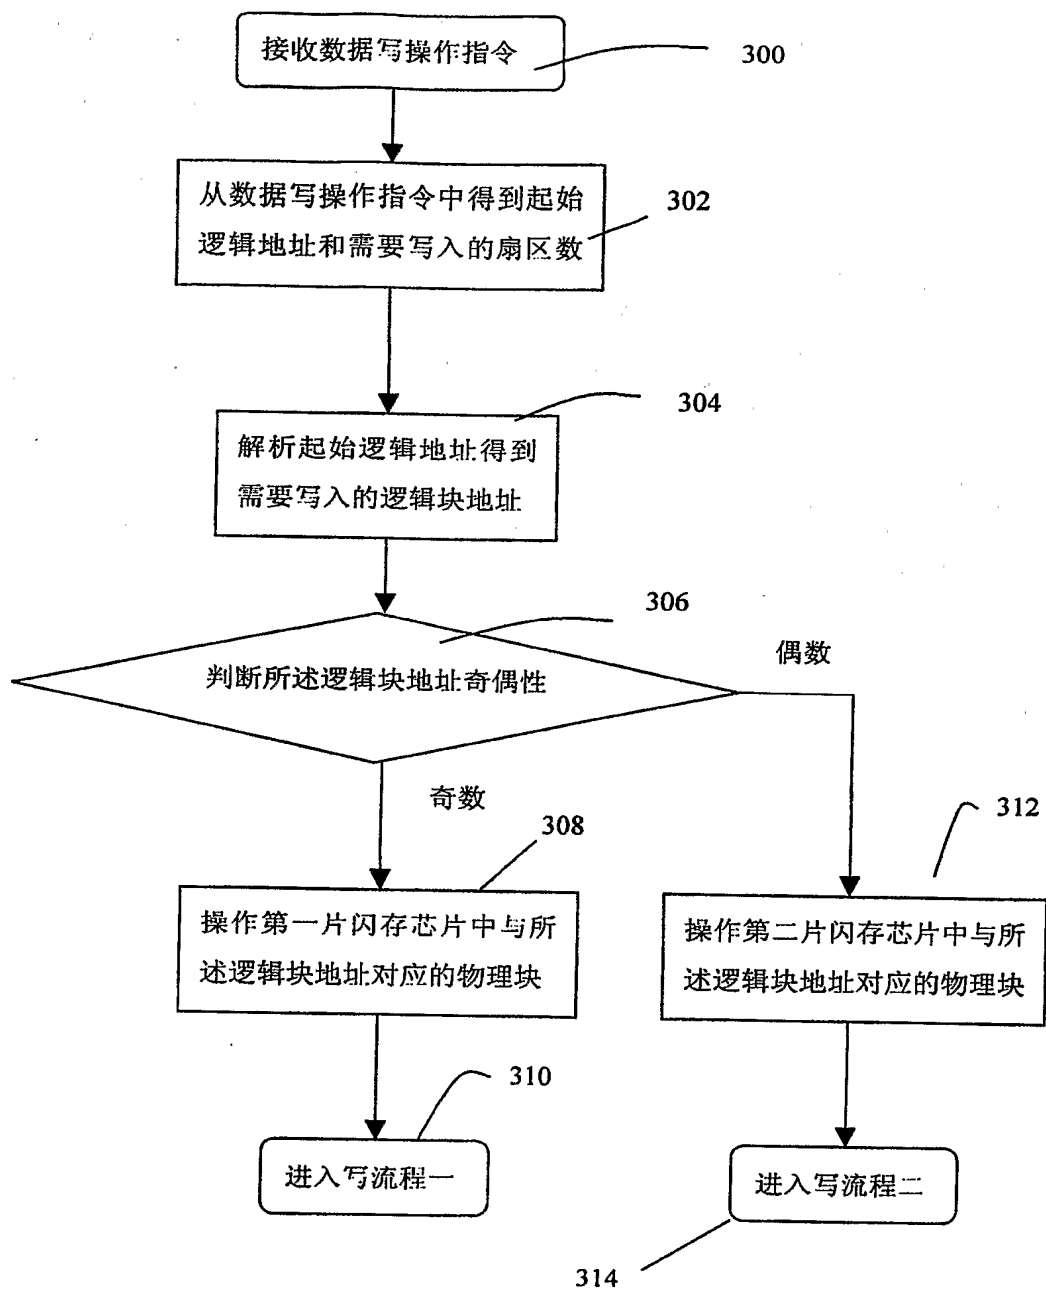 接收数据写操作指令
300
从数据写操作指令中得到起始
逻辑地址和需要写入的扇区数
302
304
解析起始逻辑地址得到
需要写入的逻辑块地址
306
偶数
判断所述逻辑块地址奇偶性
奇数
308
312
操作第一片闪存芯片中与所
述逻辑块地址对应的物理块
操作第二片闪存芯片中与所
述逻辑块地址对应的物理块
310
进入写流程一
进入写流程二
314